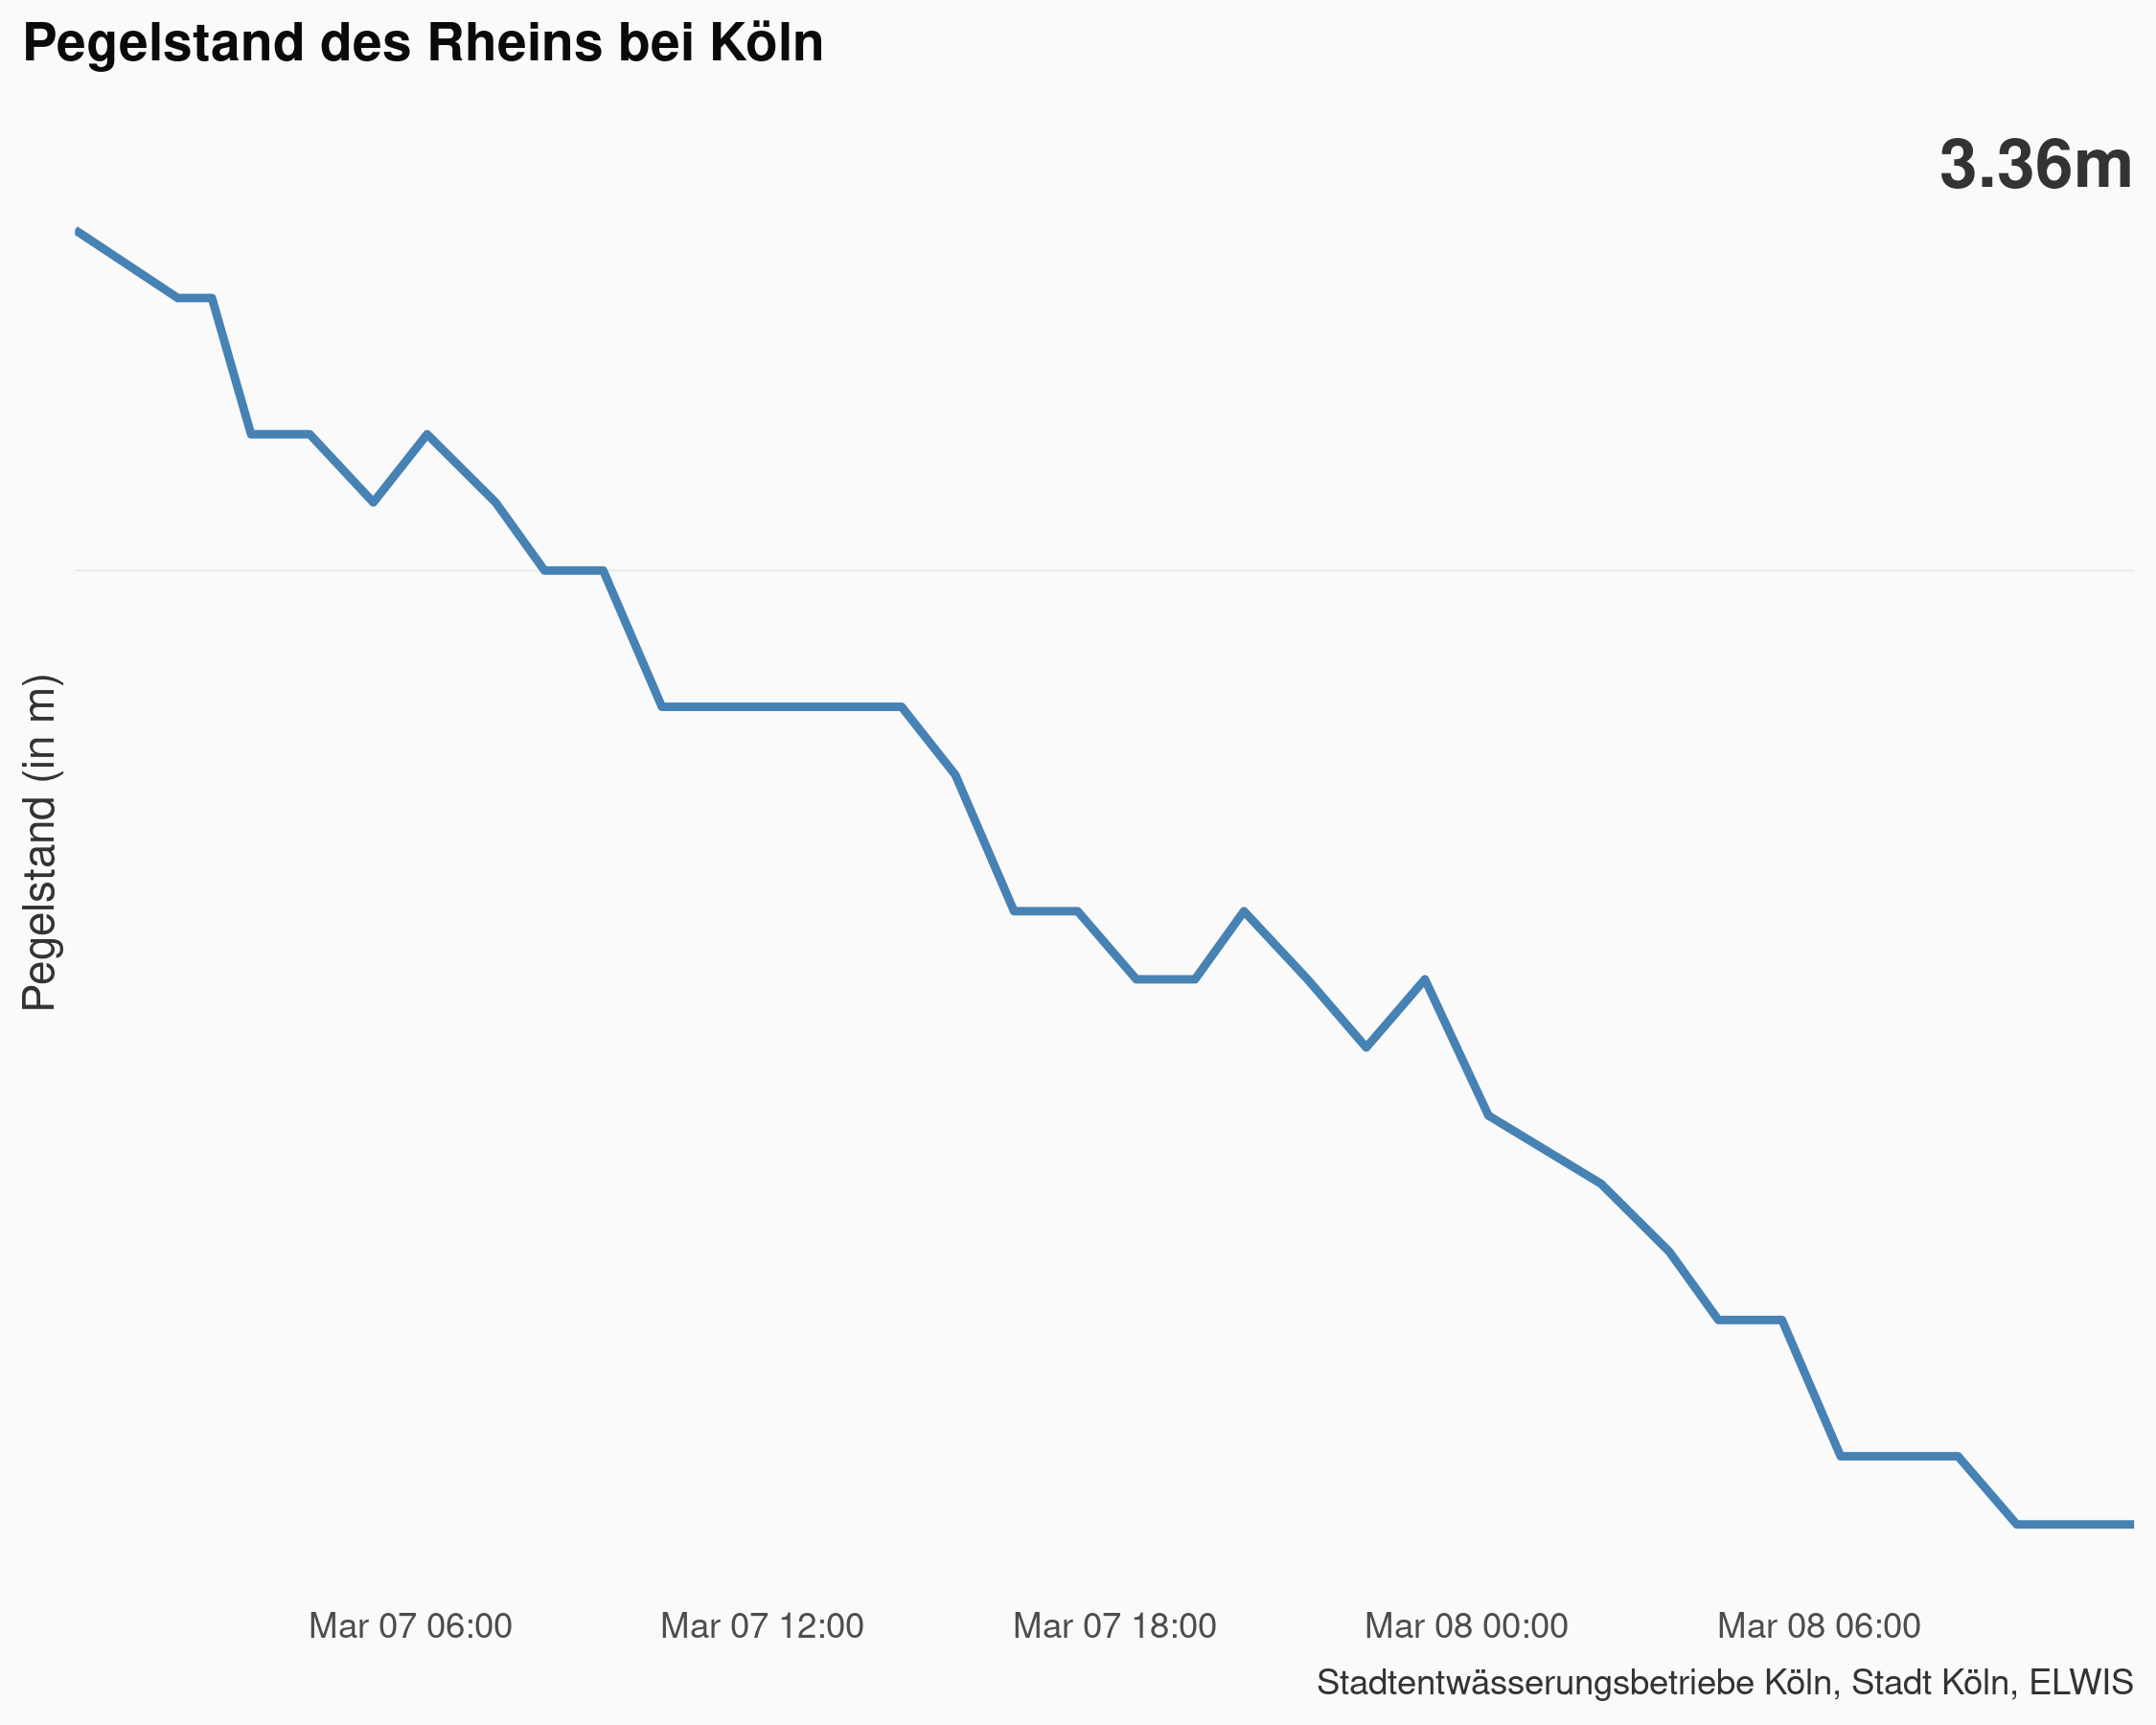 Pegelstand des Rheins bei Köln
3.36m
Pegelstand (in m)
Mar 07 06:00
Mar 07 12:00
Mar 07 18:00
Mar 08 00:00
Mar 08 06:00
Stadtentwässerungsbetriebe Köln, Stadt Köln, ELWIS